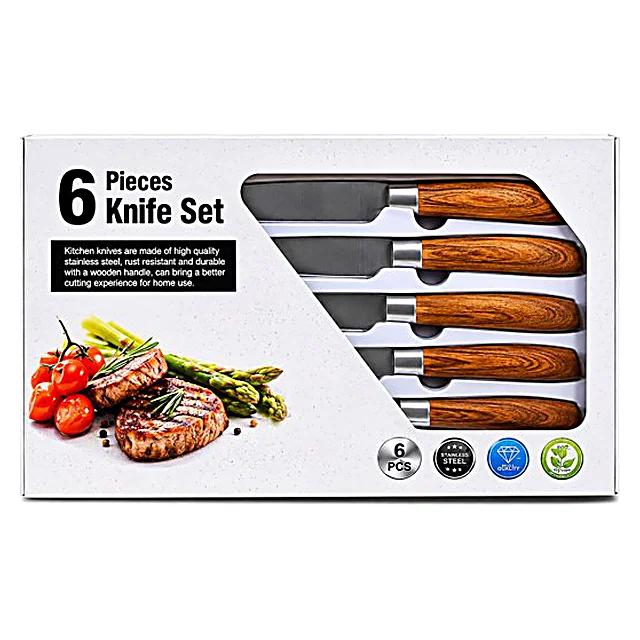 6 Pieces
Knife Set
Kitchen knives are made of high quality
stainless steel, rust resistant and durable
with a wooden handle, can bring a better
cutting experience for home use.
6
PCS
STAINLESS
STEEL
QUALITY